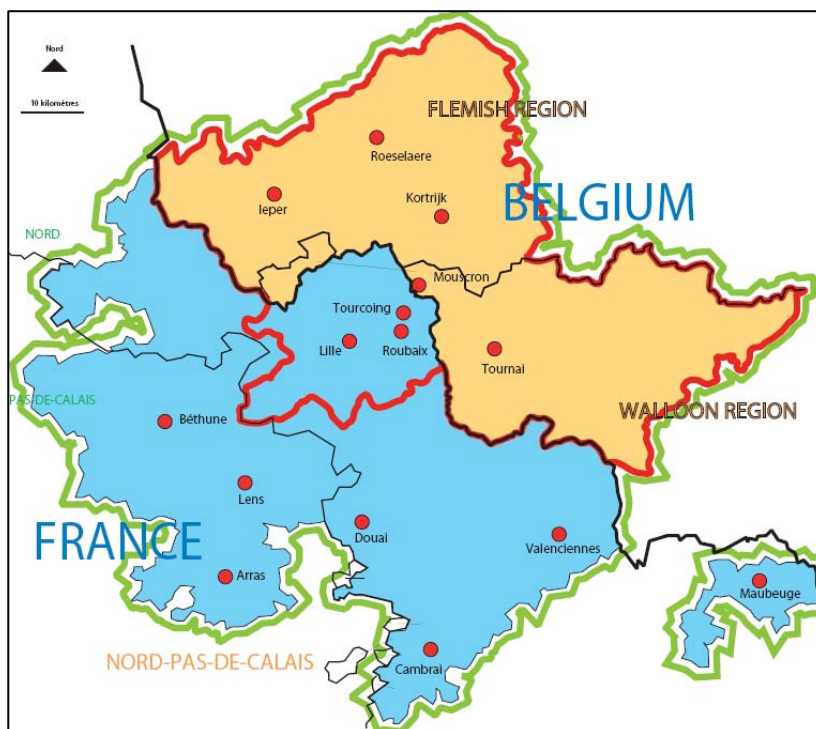 Nord
10 kilomètres
FLEMISH REGION
Roeselaere
Ieper
Kortrijk
BELGIUM
NORD
Mouscron
Tourcoing
Lille
Roubaix
Tournai
PAS-DE-CALAIS
WALLOON REGION
Béthune
Lens
FRANCE
Douai
Valenciennes
Arras
Maubeuge
NORD-PAS-DE-CALAIS
Cambrai